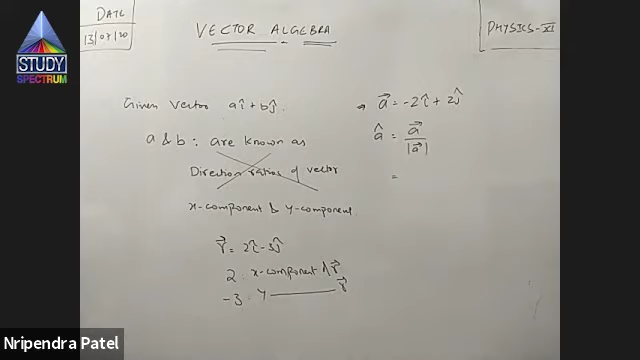 DATE
13/07/20
VECTOR ALGEBRA
PHYSICS-XI
STUDY
SPECTRUM
Given Vector aî + bĵ.
a & b : are known as
Direction ratios of vector
x-component & y-component.
r⃗ = 2î - 3ĵ
2 : x-component of r⃗
-3 : y ——— r⃗
→ a⃗ = -2î + 2ĵ
â = a⃗ / |a⃗|
=
Nripendra Patel